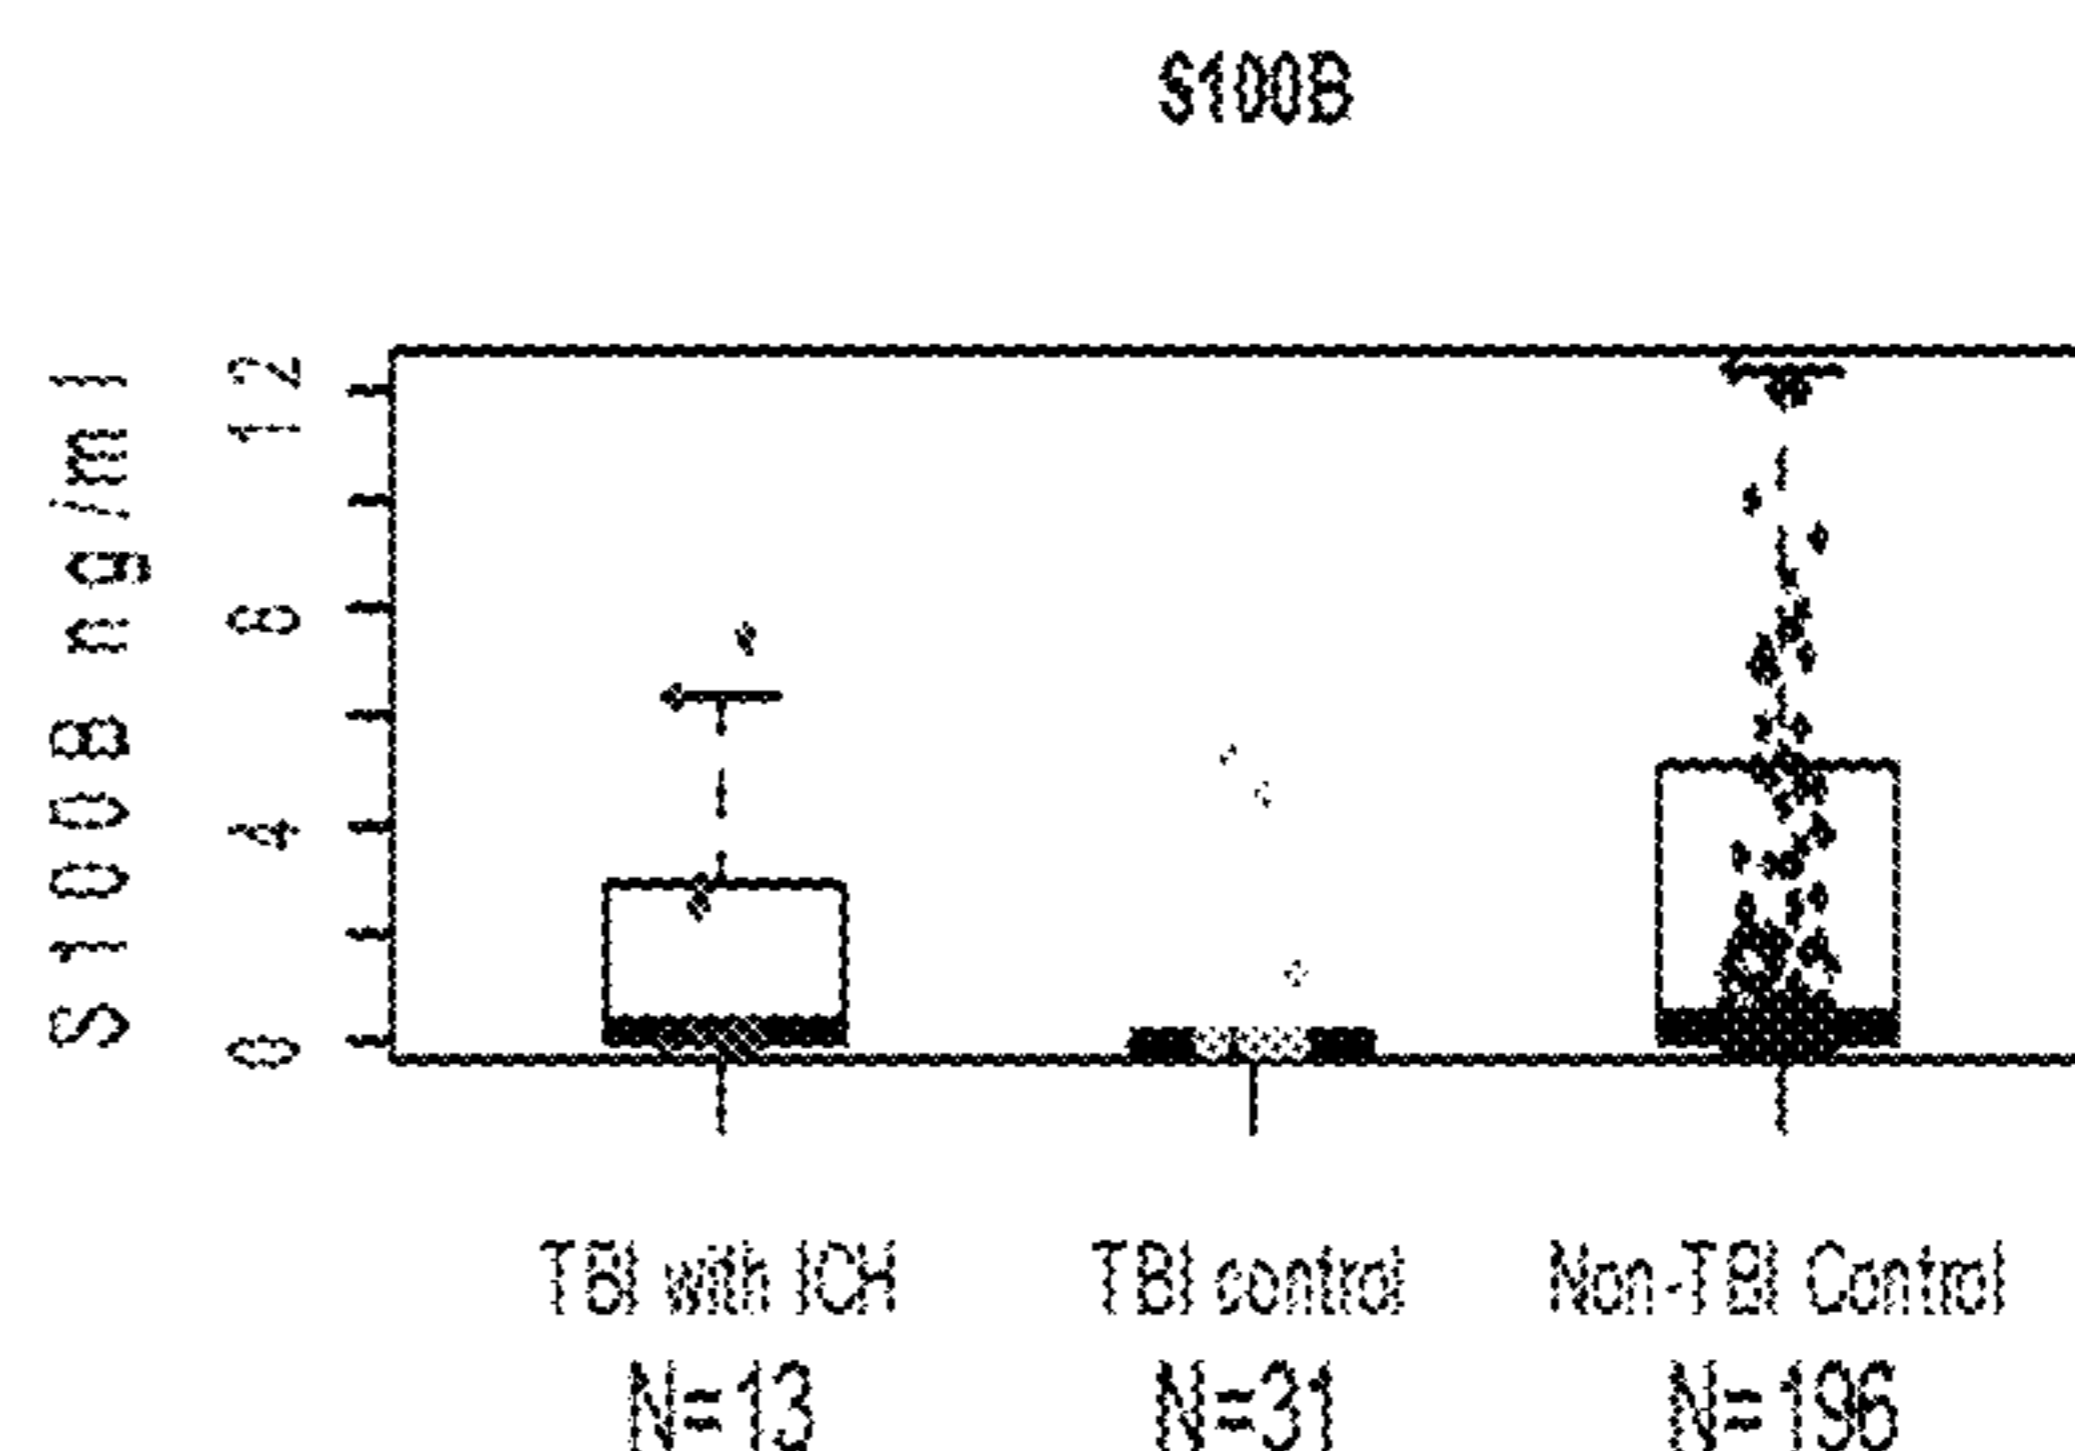 S100B
S100B ng/ml
12
8
4
0
TBI with ICH
TBI control
Non-TBI Control
N=13
N=31
N=196